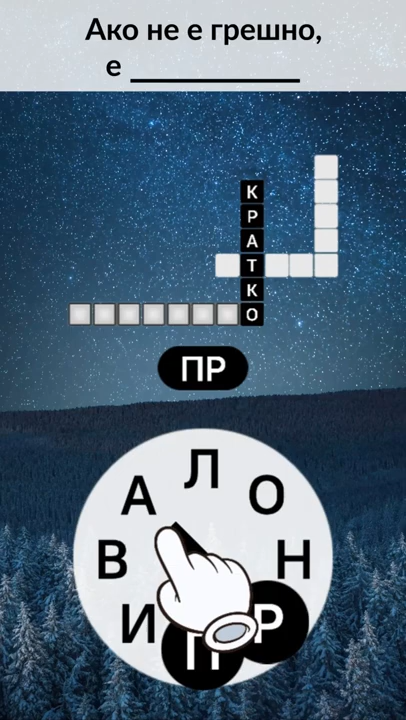 Ако не е грешно,
е ___________
К
Р
А
Т
К
О
ПР
Л
А О
В Н
И Р
П